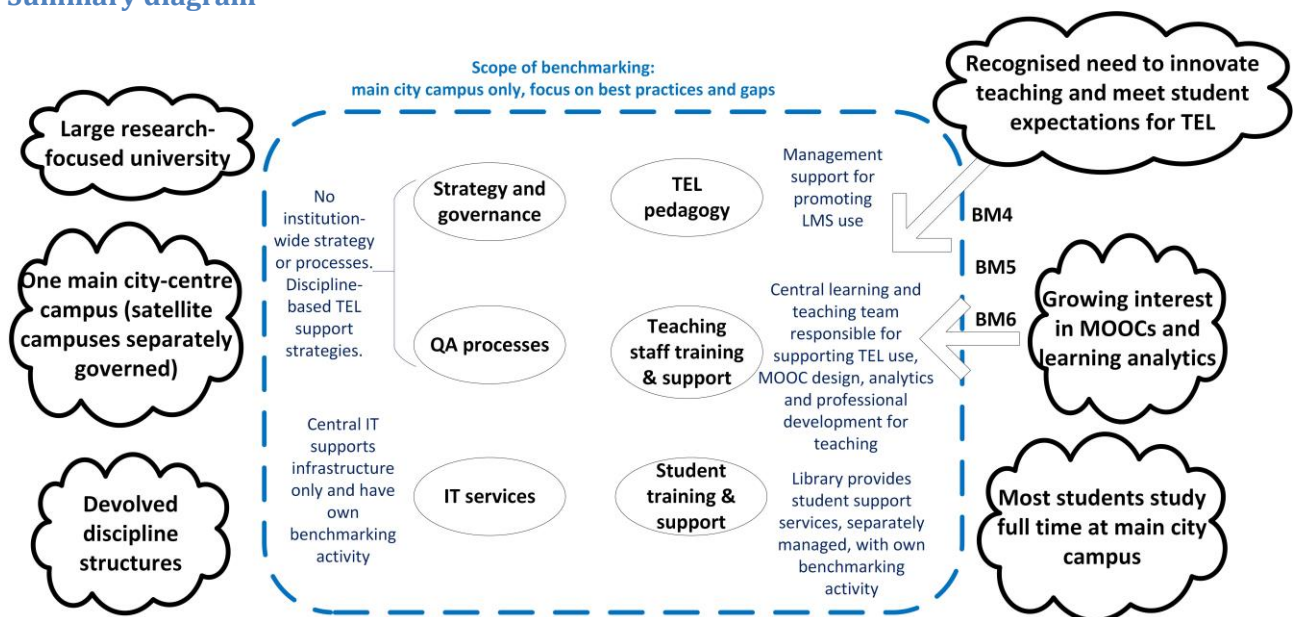 Summary diagram
Scope of benchmarking:
main city campus only, focus on best practices and gaps
Large research-
focused university
One main city-centre
campus (satellite
campuses separately
governed)
Devolved
discipline
structures
No
institution-
wide strategy
or processes.
Discipline-
based TEL
support
strategies.
Central IT
supports
infrastructure
only and have
own
benchmarking
activity
Strategy and
governance
QA processes
IT services
TEL
pedagogy
Teaching
staff training
& support
Student
training &
support
Management
support for
promoting
LMS use
Central learning and
teaching team
responsible for
supporting TEL use,
MOOC design, analytics
and professional
development for
teaching
Library provides
student support
services, separately
managed, with own
benchmarking
activity
BM4
BM5
BM6
Recognised need to innovate
teaching and meet student
expectations for TEL
Growing interest
in MOOCs and
learning analytics
Most students study
full time at main city
campus